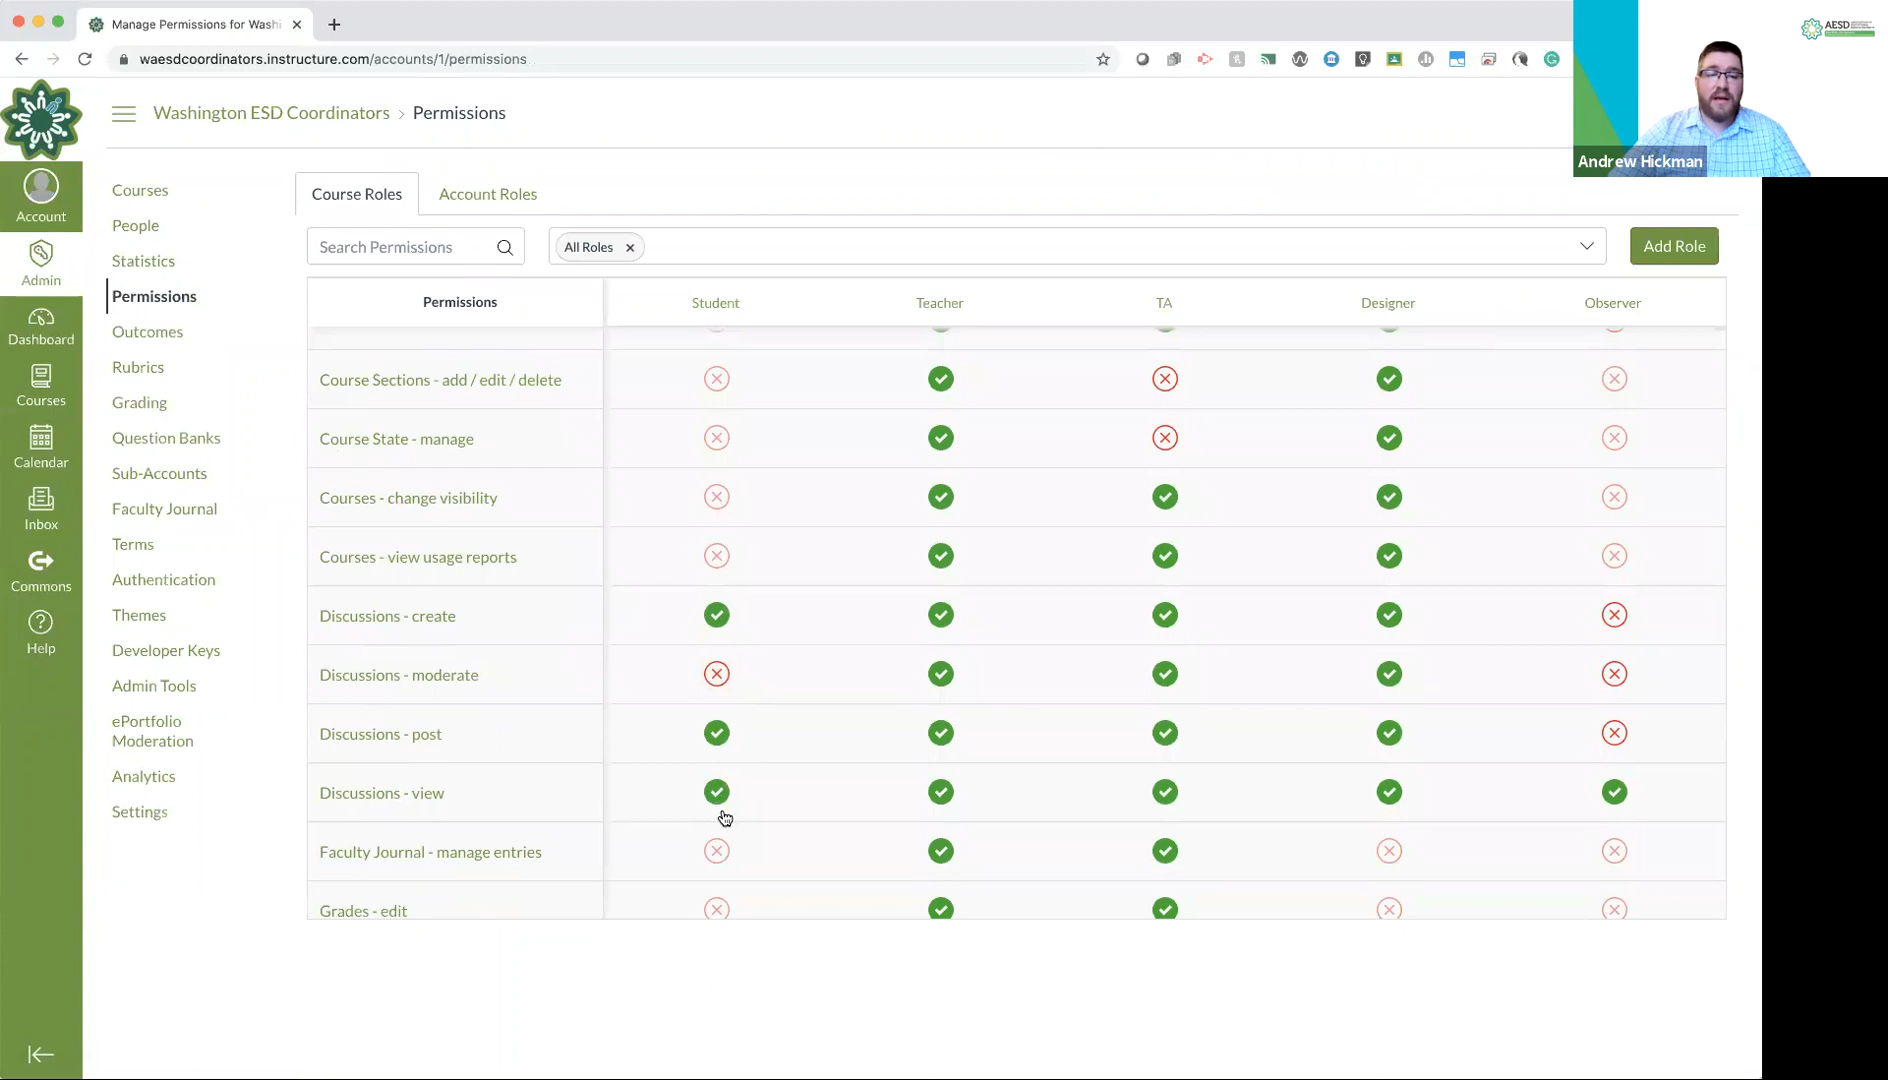 Manage Permissions for Washi
waesdcoordinators.instructure.com/accounts/1/permissions
AESD
Andrew Hickman
Washington ESD Coordinators > Permissions
Account
Admin
Dashboard
Courses
Calendar
Inbox
Commons
Help
Courses
People
Statistics
Permissions
Outcomes
Rubrics
Grading
Question Banks
Sub-Accounts
Faculty Journal
Terms
Authentication
Themes
Developer Keys
Admin Tools
ePortfolio
Moderation
Analytics
Settings
Course Roles Account Roles
Search Permissions All Roles Add Role
Permissions Student Teacher TA Designer Observer
Course Sections - add / edit / delete
Course State - manage
Courses - change visibility
Courses - view usage reports
Discussions - create
Discussions - moderate
Discussions - post
Discussions - view
Faculty Journal - manage entries
Grades - edit